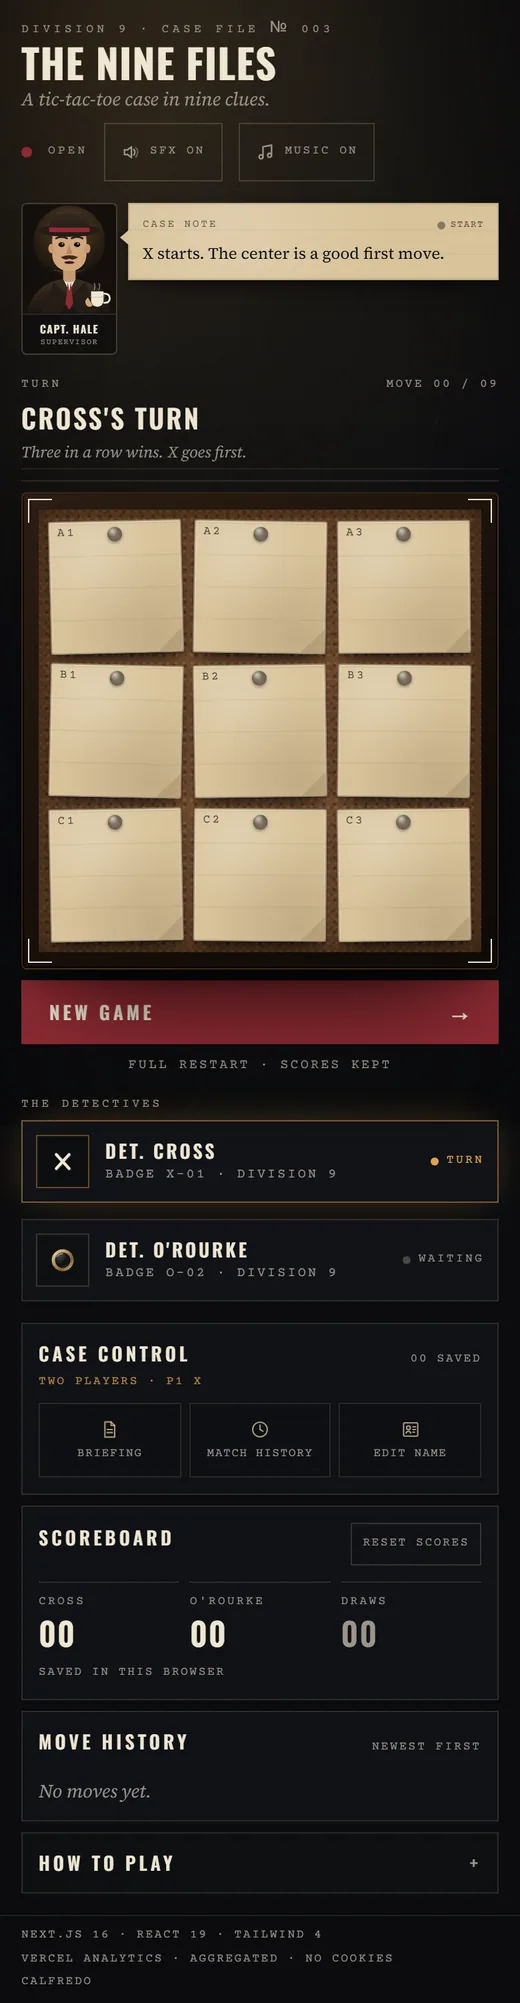 DIVISION 9 · CASE FILE № 003
THE NINE FILES
A tic-tac-toe case in nine clues.
OPEN
SFX ON
MUSIC ON
CASE NOTE
START
X starts. The center is a good first move.
CAPT. HALE
SUPERVISOR
TURN
MOVE 00 / 09
CROSS'S TURN
Three in a row wins. X goes first.
A1
A2
A3
B1
B2
B3
C1
C2
C3
NEW GAME →
FULL RESTART · SCORES KEPT
THE DETECTIVES
DET. CROSS
BADGE X-01 · DIVISION 9
TURN
DET. O'ROURKE
BADGE O-02 · DIVISION 9
WAITING
CASE CONTROL
00 SAVED
TWO PLAYERS · P1 X
BRIEFING
MATCH HISTORY
EDIT NAME
SCOREBOARD
RESET SCORES
CROSS
O'ROURKE
DRAWS
00
00
00
SAVED IN THIS BROWSER
MOVE HISTORY
NEWEST FIRST
No moves yet.
HOW TO PLAY +
NEXT.JS 16 · REACT 19 · TAILWIND 4
VERCEL ANALYTICS · AGGREGATED · NO COOKIES
CALFREDO